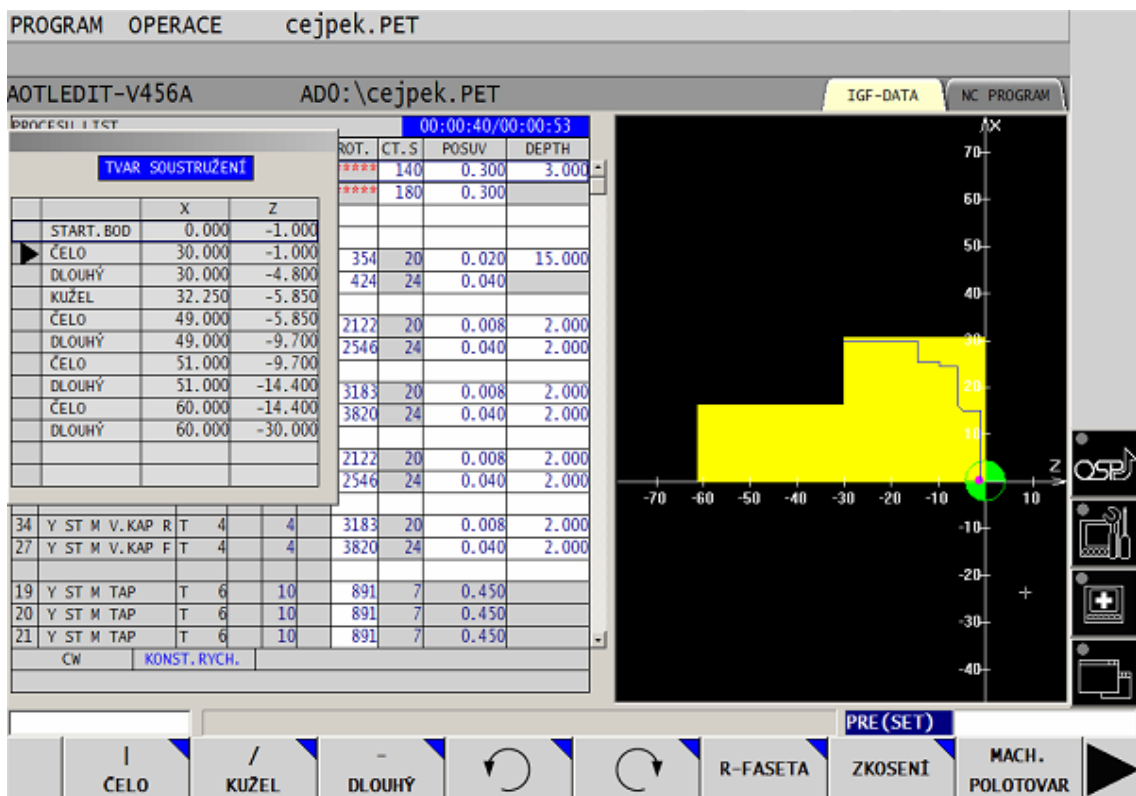 PROGRAM OPERACE cejpek.PET
AOTLEDIT-V456A AD0:\cejpek.PET IGF-DATA NC PROGRAM
PROCESU LIST 00:00:40/00:00:53
ROT. CT.S POSUV DEPTH
TVAR SOUSTRUŽENÍ
X Z
START.BOD 0.000 -1.000
ČELO 30.000 -1.000
DLOUHÝ 30.000 -4.800
KUŽEL 32.250 -5.850
ČELO 49.000 -5.850
DLOUHÝ 49.000 -9.700
ČELO 51.000 -9.700
DLOUHÝ 51.000 -14.400
ČELO 60.000 -14.400
DLOUHÝ 60.000 -30.000
***** 140 0.300 3.000
***** 180 0.300
354 20 0.020 15.000
424 24 0.040
2122 20 0.008 2.000
2546 24 0.040 2.000
3183 20 0.008 2.000
3820 24 0.040 2.000
2122 20 0.008 2.000
2546 24 0.040 2.000
34 Y ST M V.KAP R T 4 4 3183 20 0.008 2.000
27 Y ST M V.KAP F T 4 4 3820 24 0.040 2.000
19 Y ST M TAP T 6 10 891 7 0.450
20 Y ST M TAP T 6 10 891 7 0.450
21 Y ST M TAP T 6 10 891 7 0.450
CW KONST.RYCH.
X
70
60
50
40
30
20
10
Z
-70 -60 -50 -40 -30 -20 -10 10
-10
-20
-30
-40
OSP
PRE(SET)
| / -
ČELO KUŽEL DLOUHÝ R-FASETA ZKOSENÍ MACH.
POLOTOVAR